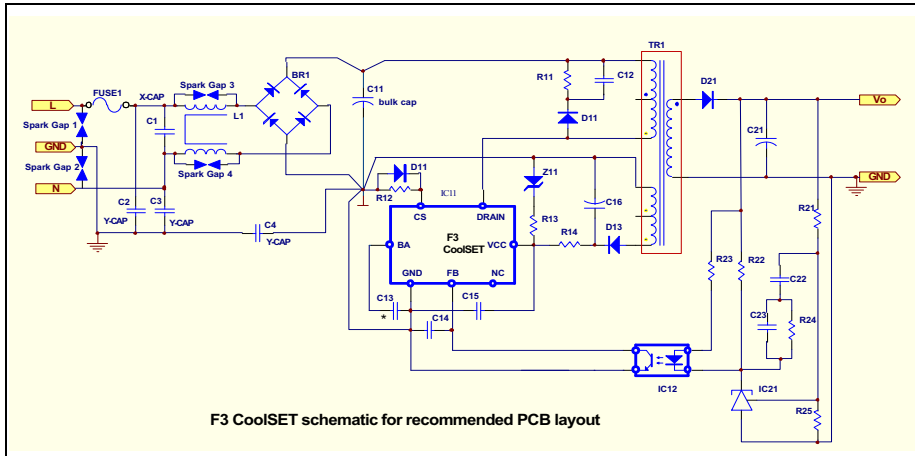 TR1
BR1
R11
C12
D21
FUSE1
Spark Gap 3
X-CAP
C11
bulk cap
L
L1
Vo
Spark Gap 1
D11
C1
C21
GND
Spark Gap 2
Spark Gap 4
D11
Z11
N
R12
IC11
C16
GND
CS
DRAIN
R13
R21
C2
C3
F3
CoolSET
Y-CAP
Y-CAP
C4
BA
VCC
R14
D13
Y-CAP
R23
R22
GND
FB
NC
C22
C13
C15
*
C14
C23
R24
IC12
IC21
R25
F3 CoolSET schematic for recommended PCB layout